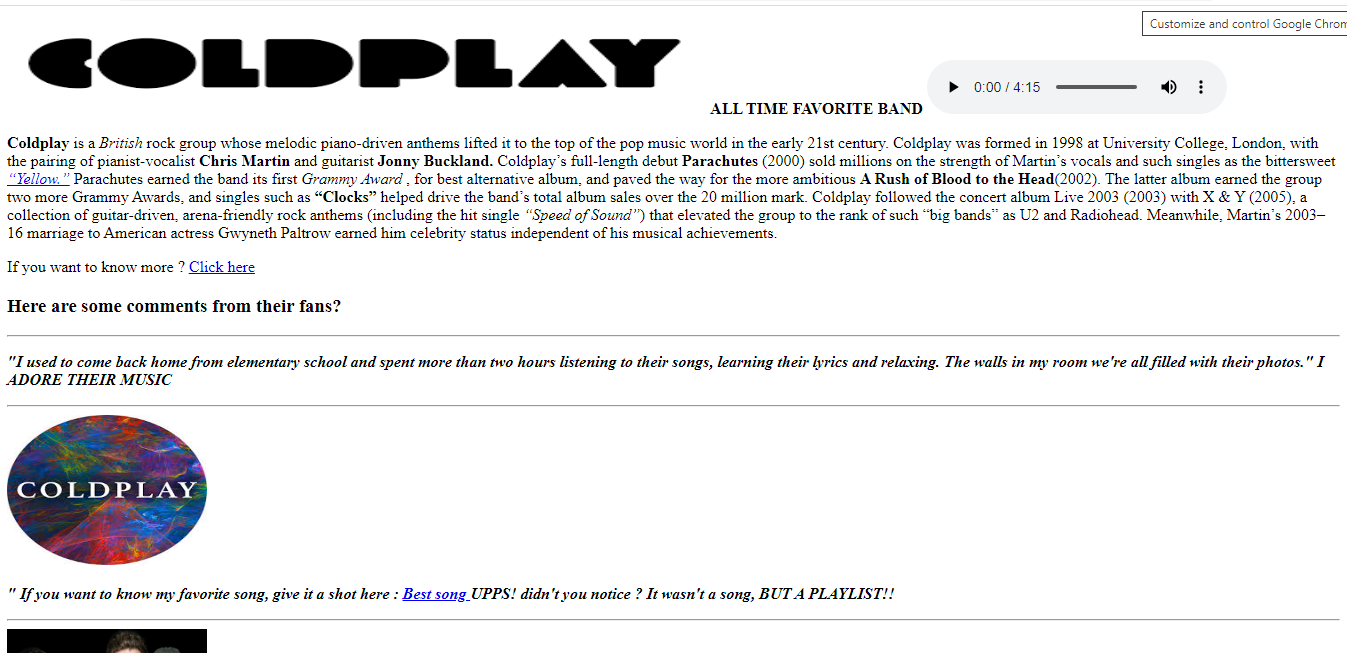 Customize and control Google Chrom
COLDPLAY
ALL TIME FAVORITE BAND
0:00 / 4:15
Coldplay is a British rock group whose melodic piano-driven anthems lifted it to the top of the pop music world in the early 21st century. Coldplay was formed in 1998 at University College, London, with
the pairing of pianist-vocalist Chris Martin and guitarist Jonny Buckland. Coldplay’s full-length debut Parachutes (2000) sold millions on the strength of Martin’s vocals and such singles as the bittersweet
“Yellow.” Parachutes earned the band its first Grammy Award , for best alternative album, and paved the way for the more ambitious A Rush of Blood to the Head(2002). The latter album earned the group
two more Grammy Awards, and singles such as “Clocks” helped drive the band’s total album sales over the 20 million mark. Coldplay followed the concert album Live 2003 (2003) with X & Y (2005), a
collection of guitar-driven, arena-friendly rock anthems (including the hit single “Speed of Sound”) that elevated the group to the rank of such “big bands” as U2 and Radiohead. Meanwhile, Martin’s 2003–
16 marriage to American actress Gwyneth Paltrow earned him celebrity status independent of his musical achievements.
If you want to know more ? Click here
Here are some comments from their fans?
"I used to come back home from elementary school and spent more than two hours listening to their songs, learning their lyrics and relaxing. The walls in my room we're all filled with their photos." I
ADORE THEIR MUSIC
COLDPLAY
" If you want to know my favorite song, give it a shot here : Best song UPPS! didn't you notice ? It wasn't a song, BUT A PLAYLIST!!